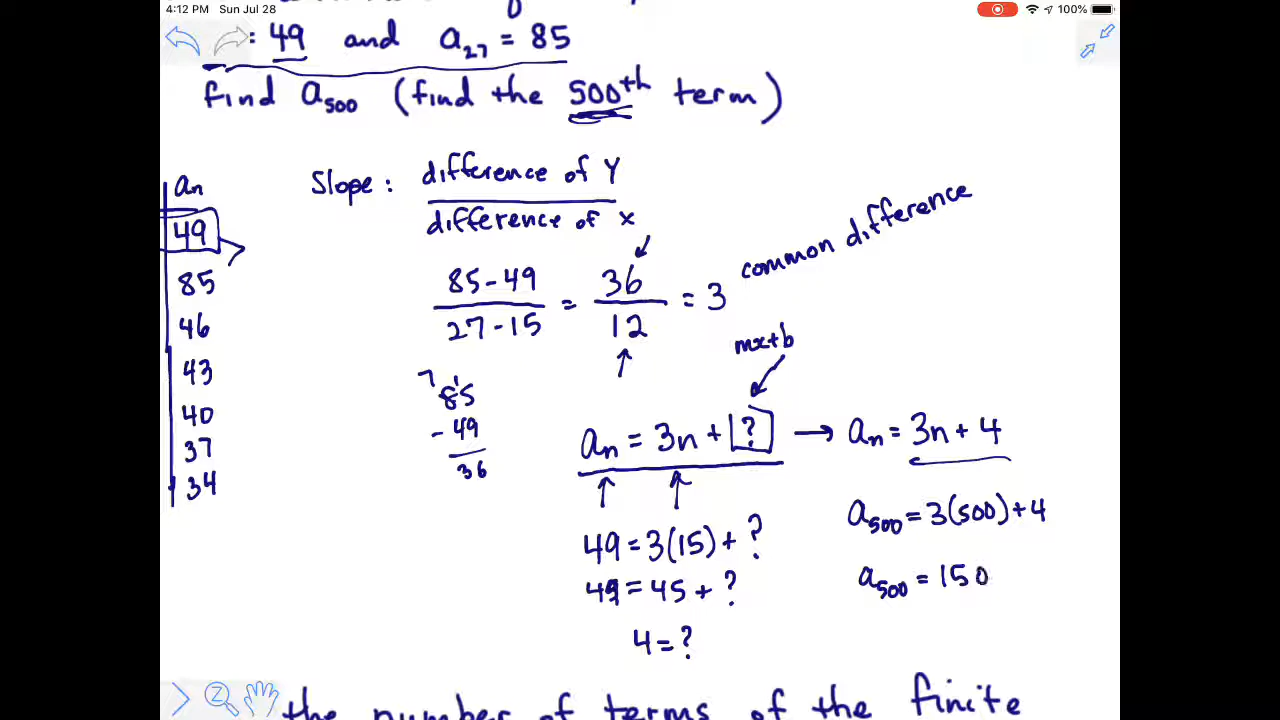 4:12 PM Sun Jul 28
100%
: 49 and a₂₇ = 85
find a₅₀₀ (find the 500th term)
an
49
85
46
43
40
37
34
Slope: difference of Y
difference of x
85-49 = 36 = 3 common difference
27-15 12
7 1
85
- 49
36
mx+b
an = 3n + ? → an = 3n + 4
49 = 3(15) + ?
49 = 45 + ?
4 = ?
a₅₀₀ = 3(500) + 4
a₅₀₀ = 150
Z
the number of terms of the finite